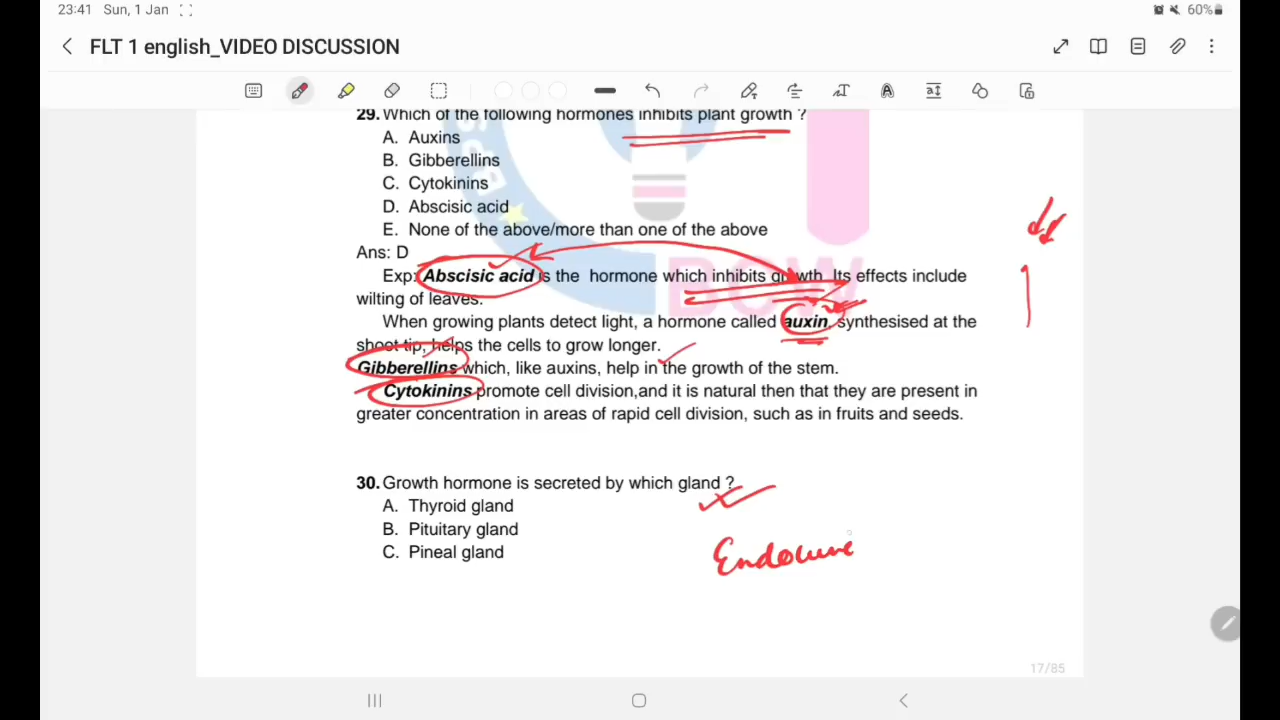 23:41 Sun, 1 Jan
60%
FLT 1 english_VIDEO DISCUSSION
29. Which of the following hormones inhibits plant growth ?
A. Auxins
B. Gibberellins
C. Cytokinins
D. Abscisic acid
E. None of the above/more than one of the above
Ans: D
Exp: Abscisic acid is the hormone which inhibits growth. Its effects include
wilting of leaves.
When growing plants detect light, a hormone called auxin, synthesised at the
shoot tip, helps the cells to grow longer.
Gibberellins which, like auxins, help in the growth of the stem.
Cytokinins promote cell division,and it is natural then that they are present in
greater concentration in areas of rapid cell division, such as in fruits and seeds.
30. Growth hormone is secreted by which gland ?
A. Thyroid gland
B. Pituitary gland
C. Pineal gland
17/85